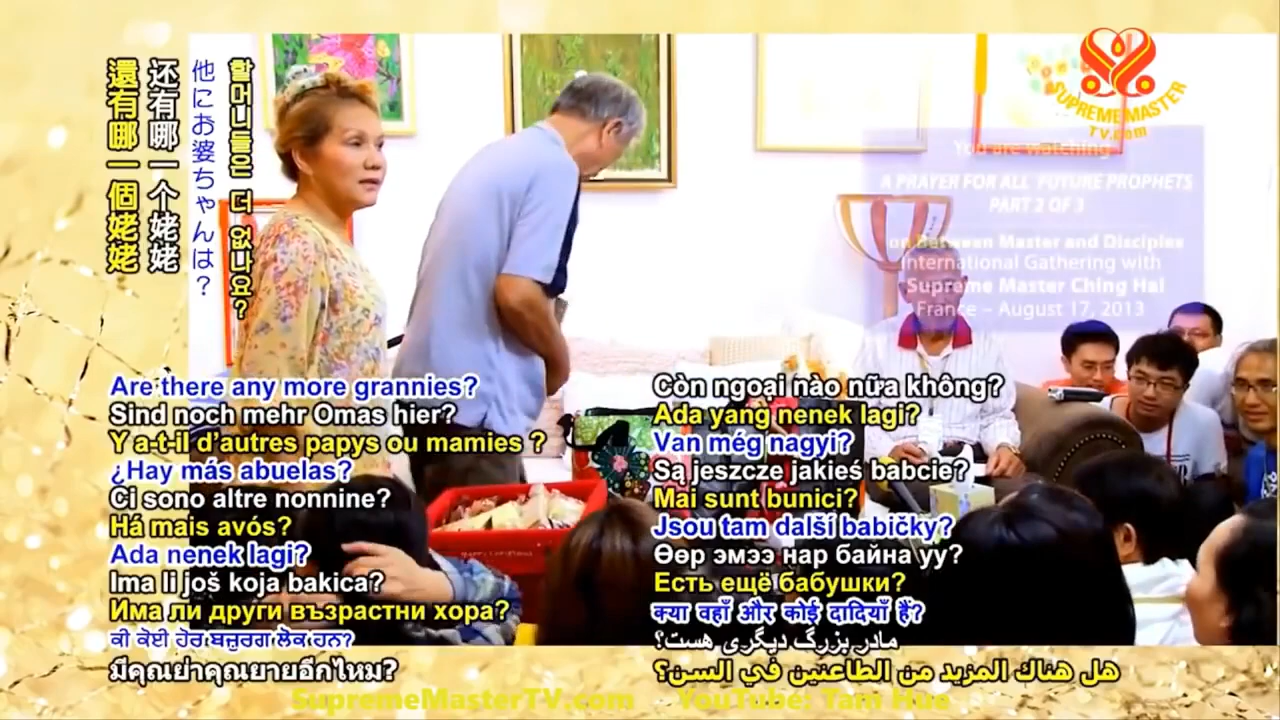 還有哪一個姥姥
还有哪一个姥姥
他にお婆ちゃんは？
할머니들은 더 없나요?
SUPREME MASTER
TV.com
You are watching
A PRAYER FOR ALL FUTURE PROPHETS
PART 2 OF 3
on Between Master and Disciples
International Gathering with
Supreme Master Ching Hai
France – August 17, 2013
Are there any more grannies?
Sind noch mehr Omas hier?
Y a-t-il d’autres papys ou mamies ?
¿Hay más abuelas?
Ci sono altre nonnine?
Há mais avós?
Ada nenek lagi?
Ima li još koja bakica?
Има ли други възрастни хора?
ਕੀ ਕੋਈ ਹੋਰ ਬਜ਼ੁਰਗ ਲੋਕ ਹਨ?
มีคุณย่าคุณยายอีกไหม?
Còn ngoại nào nữa không?
Ada yang nenek lagi?
Van még nagyi?
Są jeszcze jakieś babcie?
Mai sunt bunici?
Jsou tam další babičky?
Өөр эмээ нар байна уу?
Есть ещё бабушки?
क्या वहाँ और कोई दादियाँ हैं?
مادر بزرگ دیگری هست؟
هل هناك المزيد من الطاعنين في السن؟
SupremeMasterTV.com
YouTube: Tam Hue